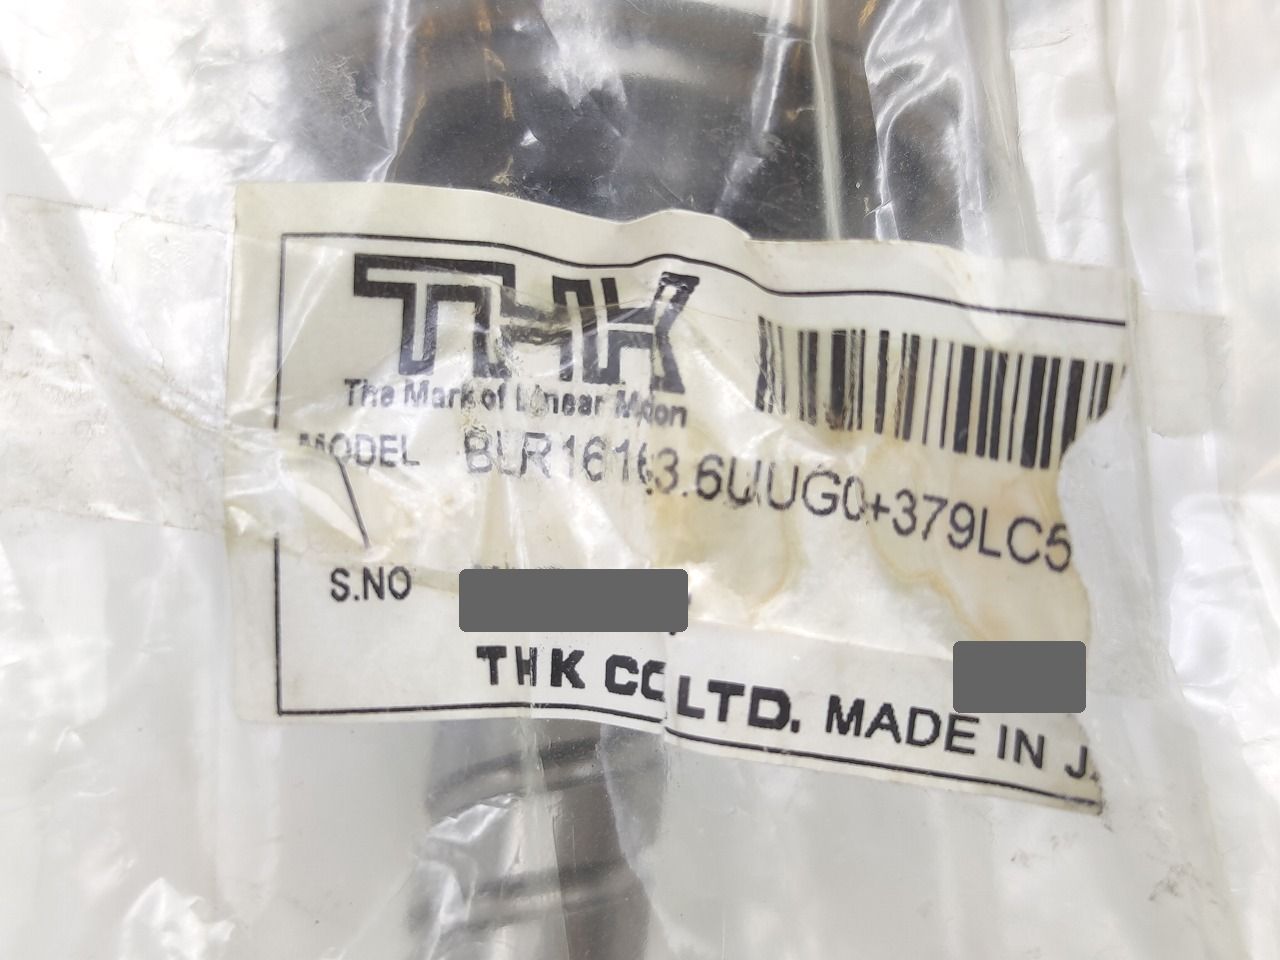 THK
The Mark of Linear Motion
MODEL BLR1616-3.6UUG0+379LC5
S.NO
THK CO LTD. MADE IN